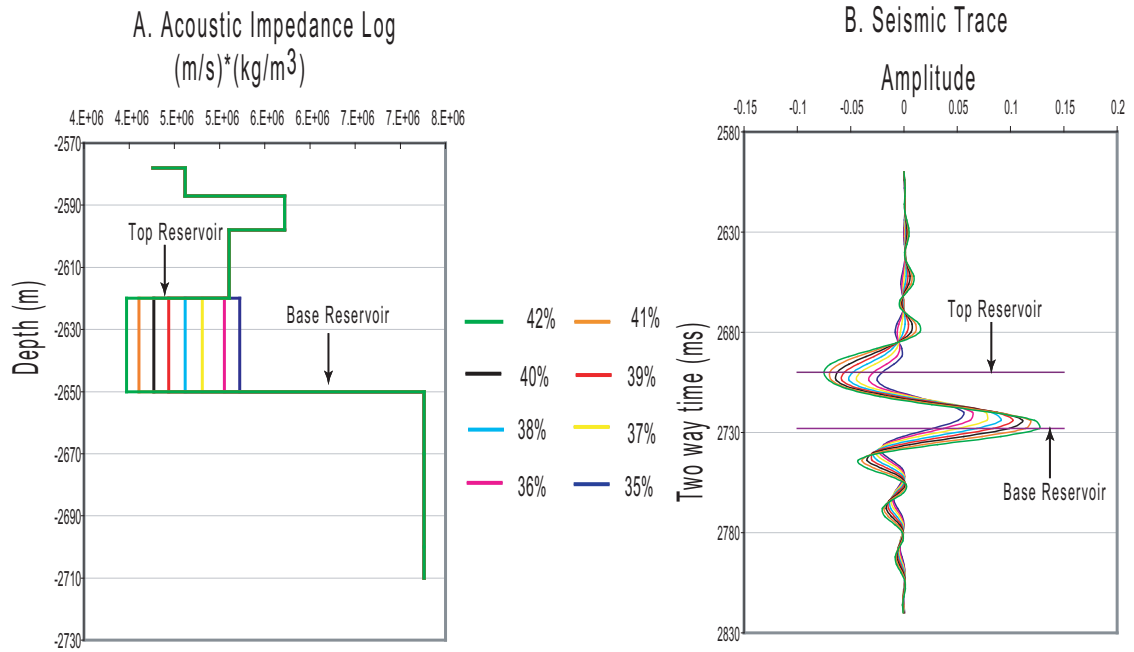 A. Acoustic Impedance Log
(m/s)*(kg/m³)
4.E+06 4.E+06 5.E+06 5.E+06 6.E+06 6.E+06 7.E+06 7.E+06 8.E+06
-2570
-2590
-2610
-2630
-2650
-2670
-2690
-2710
-2730
Depth (m)
Top Reservoir
Base Reservoir
42% 41%
40% 39%
38% 37%
36% 35%
B. Seismic Trace
Amplitude
-0.15 -0.1 -0.05 0 0.05 0.1 0.15 0.2
2580
2630
2680
2730
2780
2830
Two way time (ms)
Top Reservoir
Base Reservoir